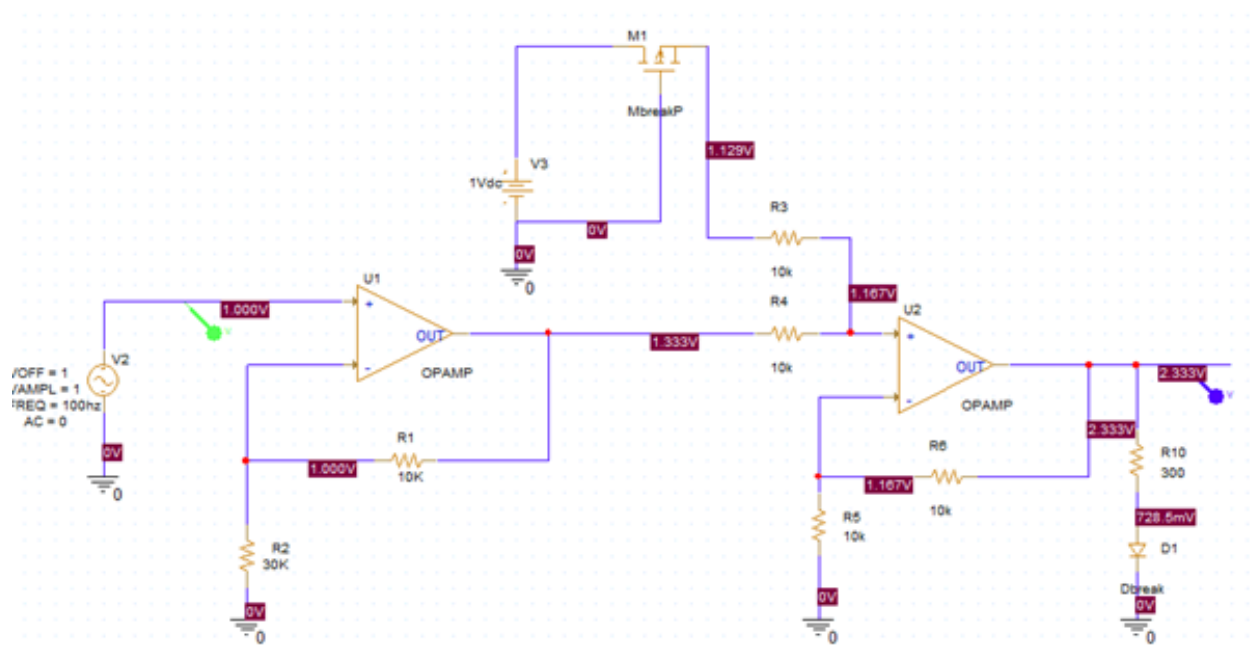 M1
MbreakP
1.129V
V3
1Vdc
0V
0V
0
R3
10k
1.167V
U1
+
OUT
-
OPAMP
1.000V
V2
/OFF = 1
/AMPL = 1
FREQ = 100hz
AC = 0
0V
0
1.333V
R4
10k
U2
+
OUT
-
OPAMP
2.333V
V
V
R1
10K
1.000V
R2
30K
0V
0
R6
10k
1.167V
R5
10k
0V
0
2.333V
R10
300
728.5mV
D1
Dbreak
0V
0